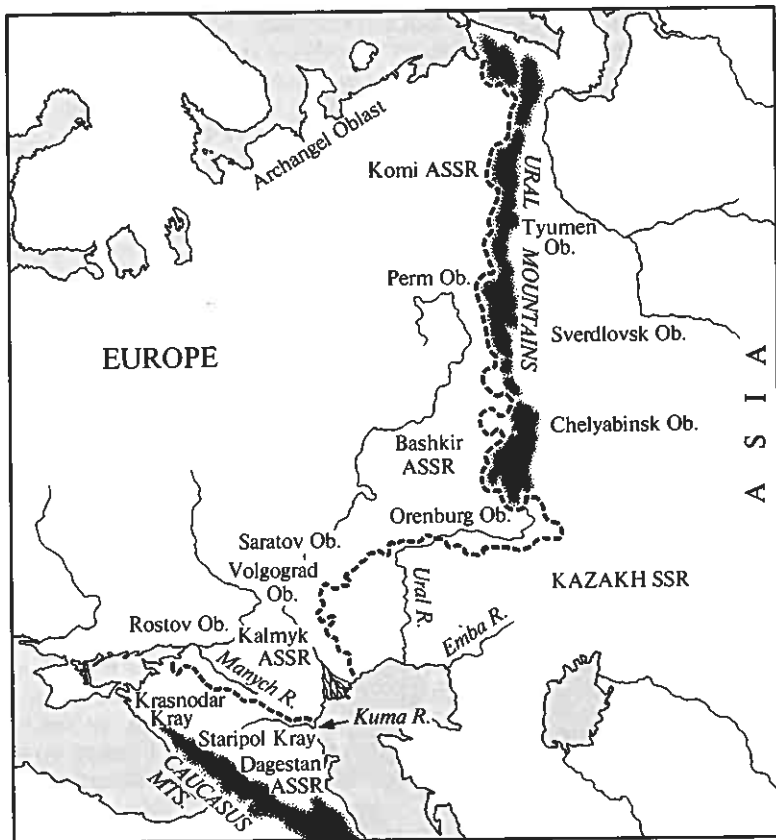 Archangel Oblast
Komi ASSR
URAL
MOUNTAINS
Tyumen
Ob.
Perm Ob.
Sverdlovsk Ob.
EUROPE
ASIA
Chelyabinsk Ob.
Bashkir
ASSR
Orenburg Ob.
Saratov Ob.
Volgograd
Ob.
KAZAKH SSR
Ural R.
Emba R.
Rostov Ob.
Kalmyk
ASSR
Manych R.
Krasnodar
Kray
Kuma R.
Staripol Kray
Dagestan
ASSR
CAUCASUS
MTS.